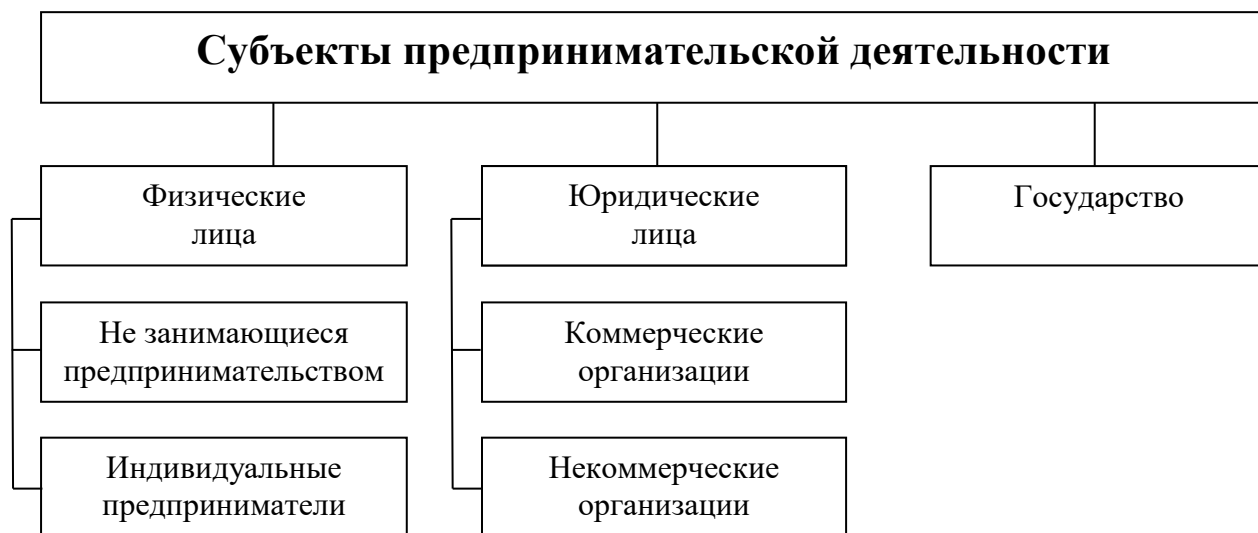 Субъекты предпринимательской деятельности
Физические
лица
Юридические
лица
Государство
Не занимающиеся
предпринимательством
Коммерческие
организации
Индивидуальные
предприниматели
Некоммерческие
организации